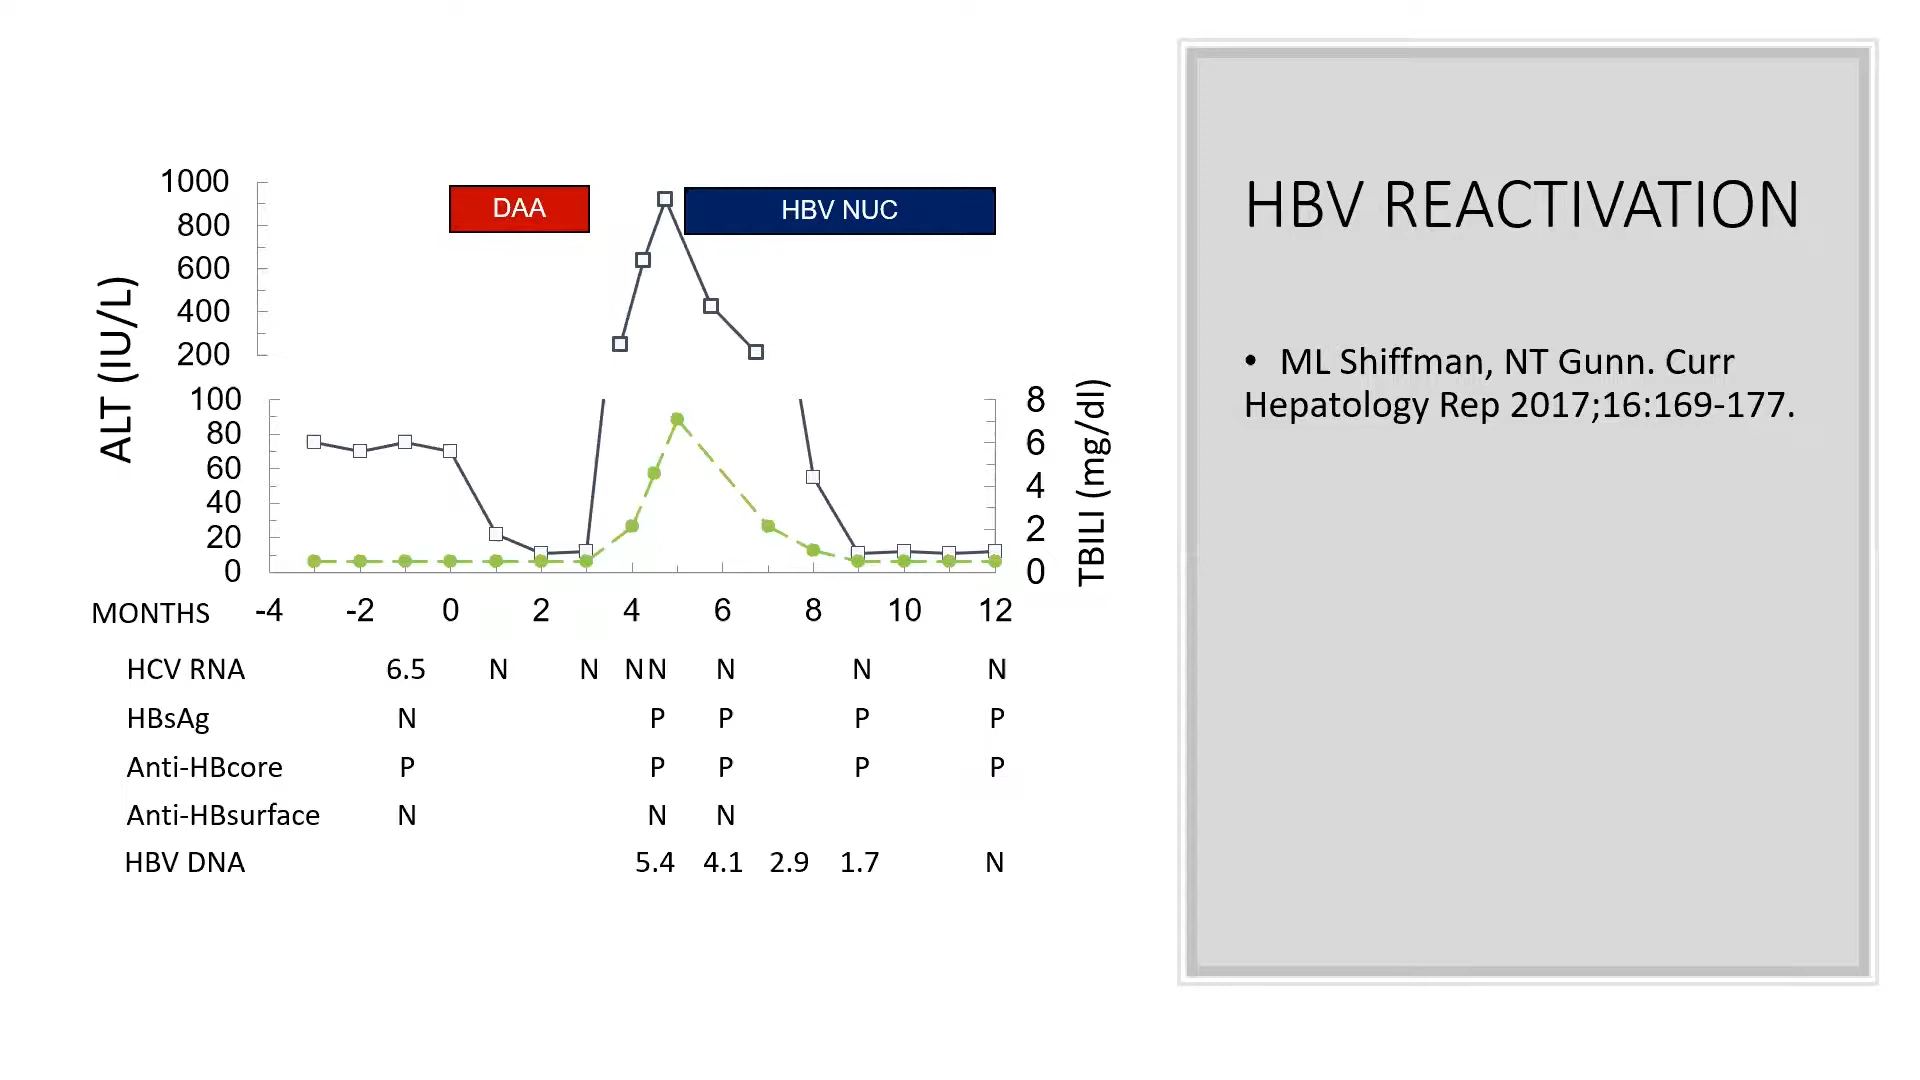 1000
800
600
400
200
100
80
60
40
20
0
ALT (IU/L)
DAA
HBV NUC
8
6
4
2
0
TBILI (mg/dl)
MONTHS -4 -2 0 2 4 6 8 10 12
HCV RNA 6.5 N N N N N N N
HBsAg N P P P P
Anti-HBcore P P P P P
Anti-HBsurface N N N
HBV DNA 5.4 4.1 2.9 1.7 N
HBV REACTIVATION
• ML Shiffman, NT Gunn. Curr
Hepatology Rep 2017;16:169-177.